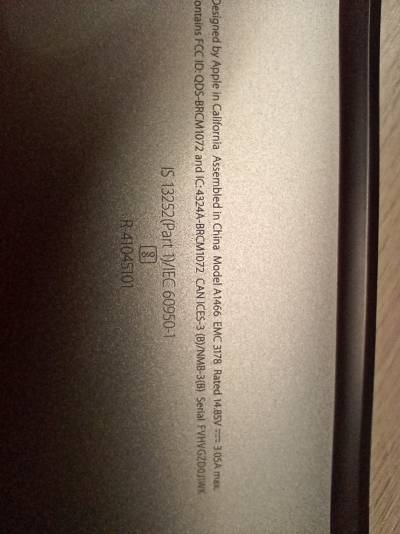 Designed by Apple in California Assembled in China Model A1466 EMC 3178 Rated 14.85V ⎓ 3.05A max.
ontains FCC ID: QDS-BRCM1072 and IC: 4324A-BRCM1072 CAN ICES-3 (B)/NMB-3(B) Serial
IS 13252(Part 1)/IEC 60950-1
R-41045101